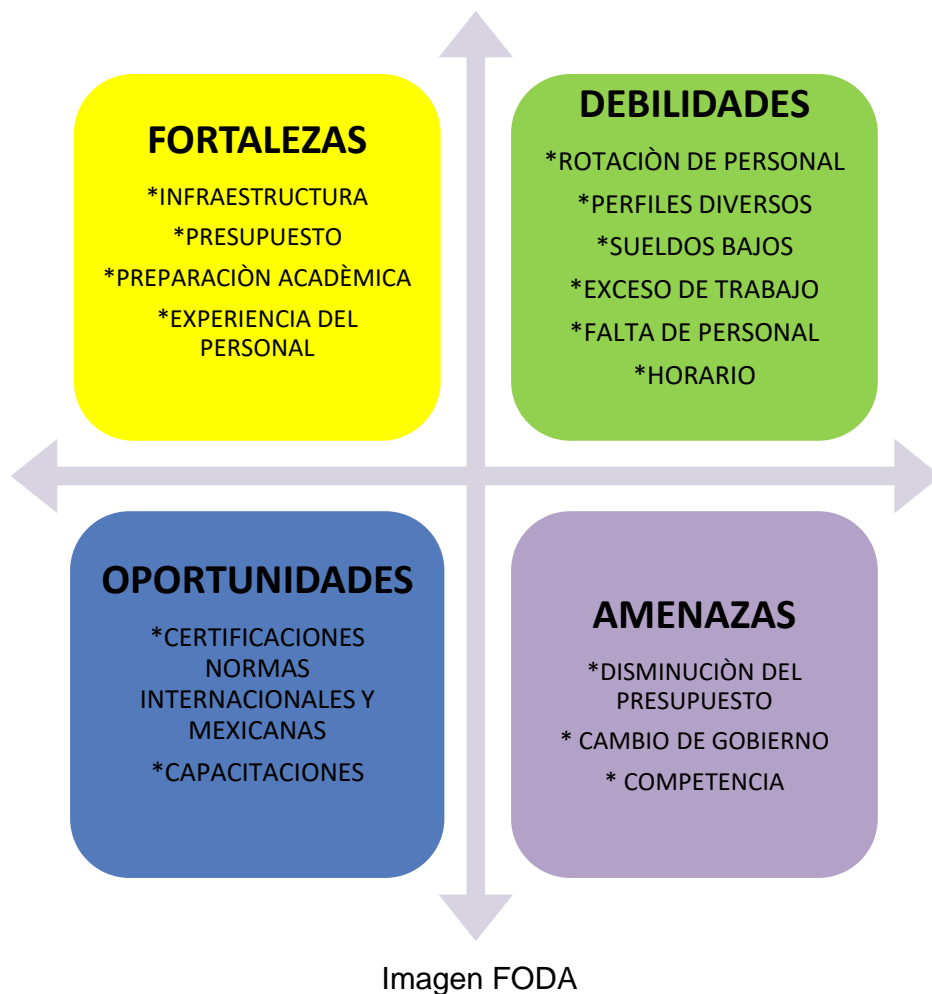 FORTALEZAS
*INFRAESTRUCTURA
*PRESUPUESTO
*PREPARACIÒN ACADÈMICA
*EXPERIENCIA DEL
PERSONAL
DEBILIDADES
*ROTACIÒN DE PERSONAL
*PERFILES DIVERSOS
*SUELDOS BAJOS
*EXCESO DE TRABAJO
*FALTA DE PERSONAL
*HORARIO
OPORTUNIDADES
*CERTIFICACIONES
NORMAS
INTERNACIONALES Y
MEXICANAS
*CAPACITACIONES
AMENAZAS
*DISMINUCIÒN DEL
PRESUPUESTO
* CAMBIO DE GOBIERNO
* COMPETENCIA
Imagen FODA